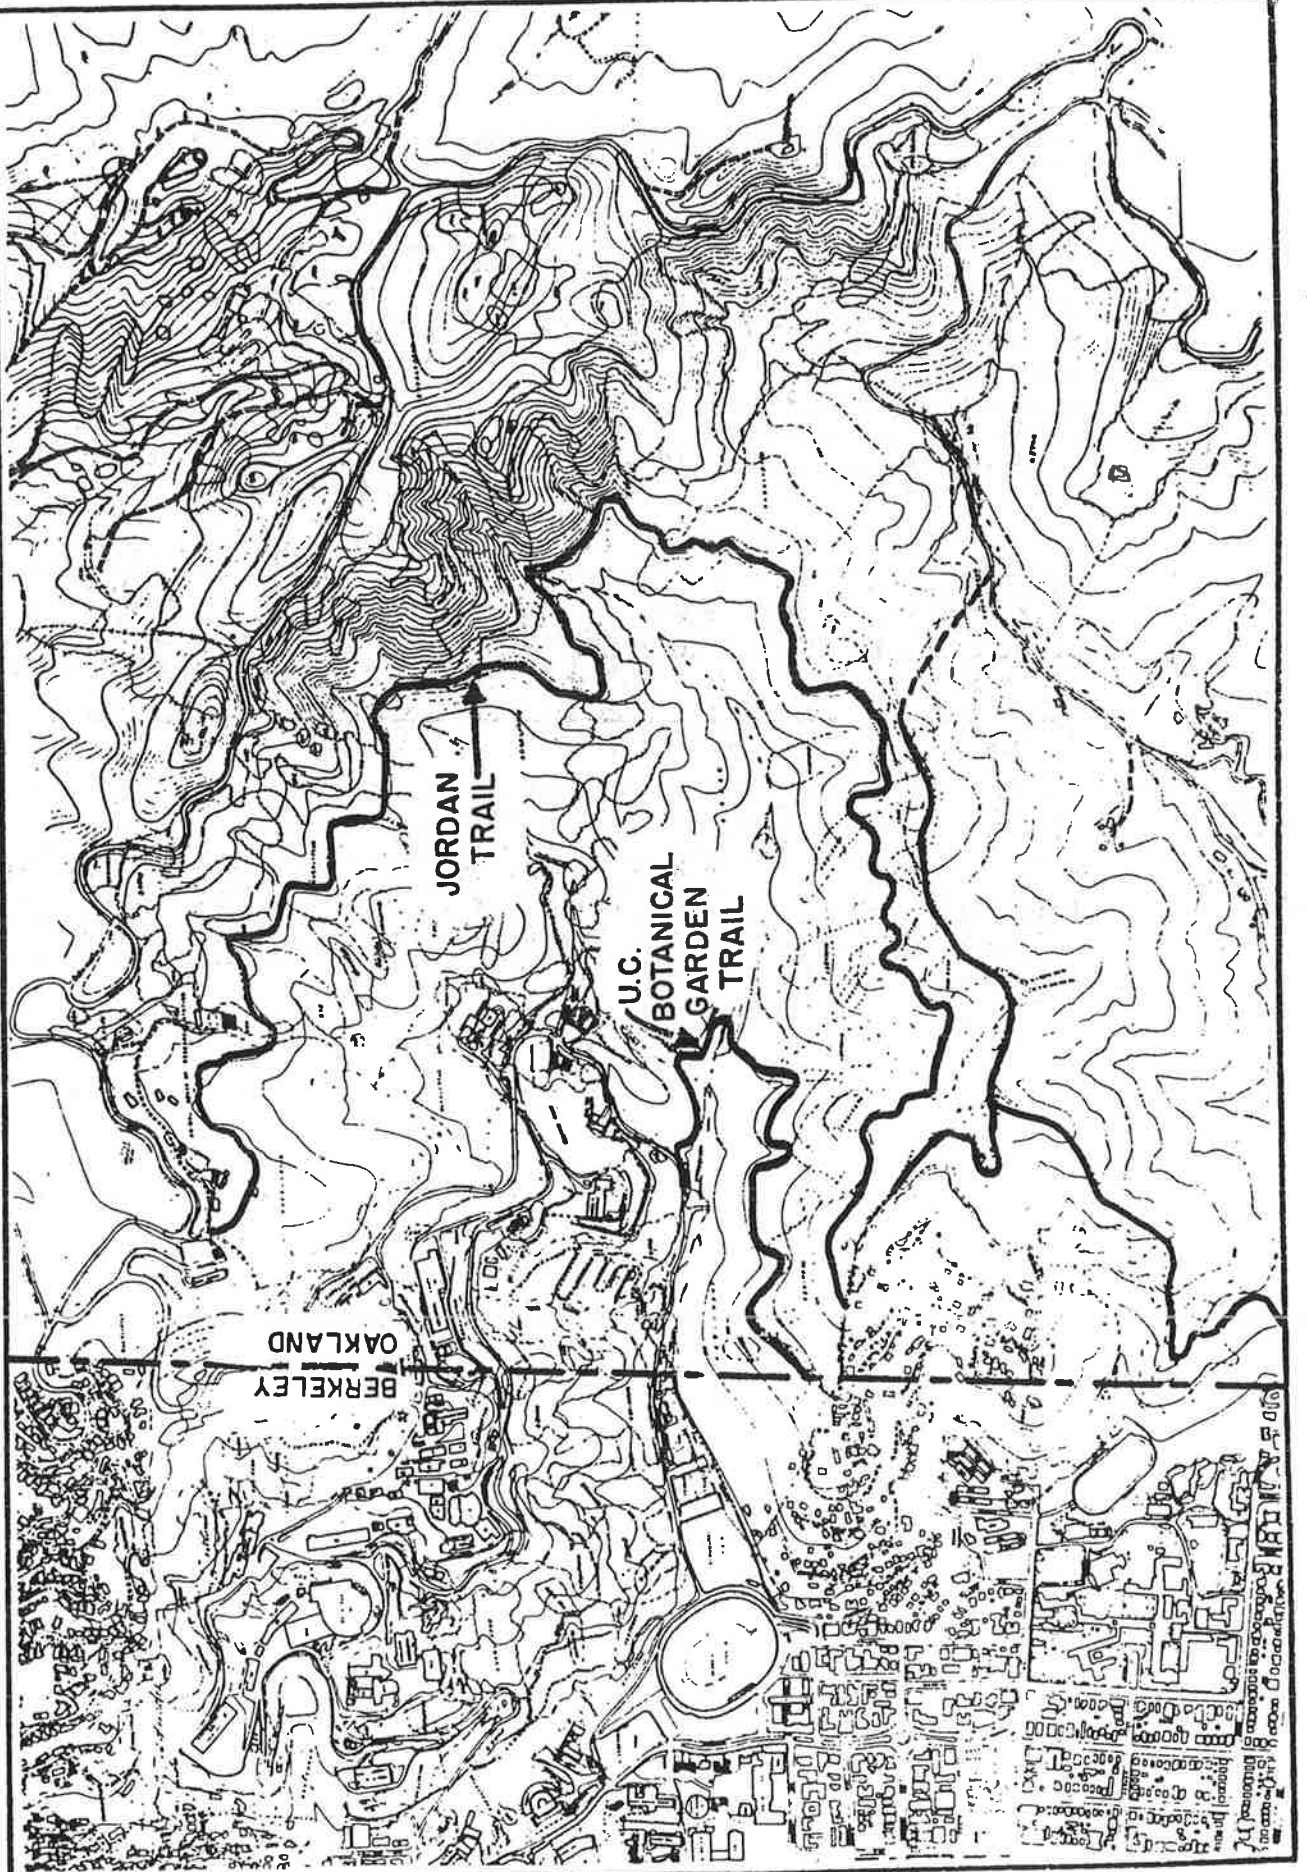 JORDAN
TRAIL
U.C.
BOTANICAL
GARDEN
TRAIL
OAKLAND
BERKELEY